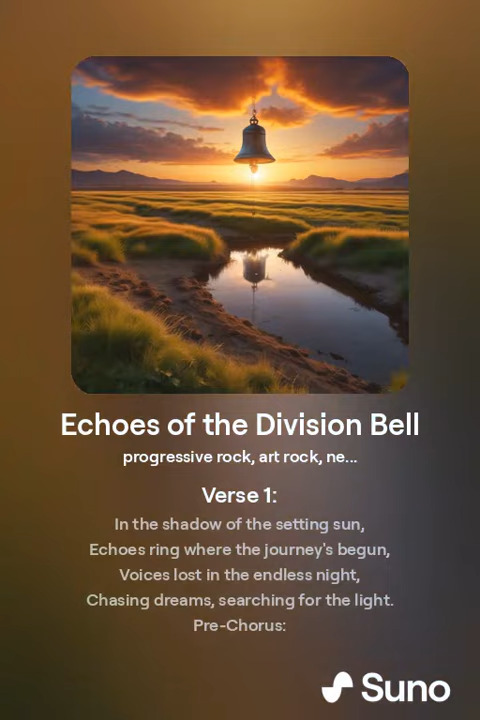 Echoes of the Division Bell
progressive rock, art rock, ne...
Verse 1:
In the shadow of the setting sun,
Echoes ring where the journey's begun,
Voices lost in the endless night,
Chasing dreams, searching for the light.
Pre-Chorus:
Suno